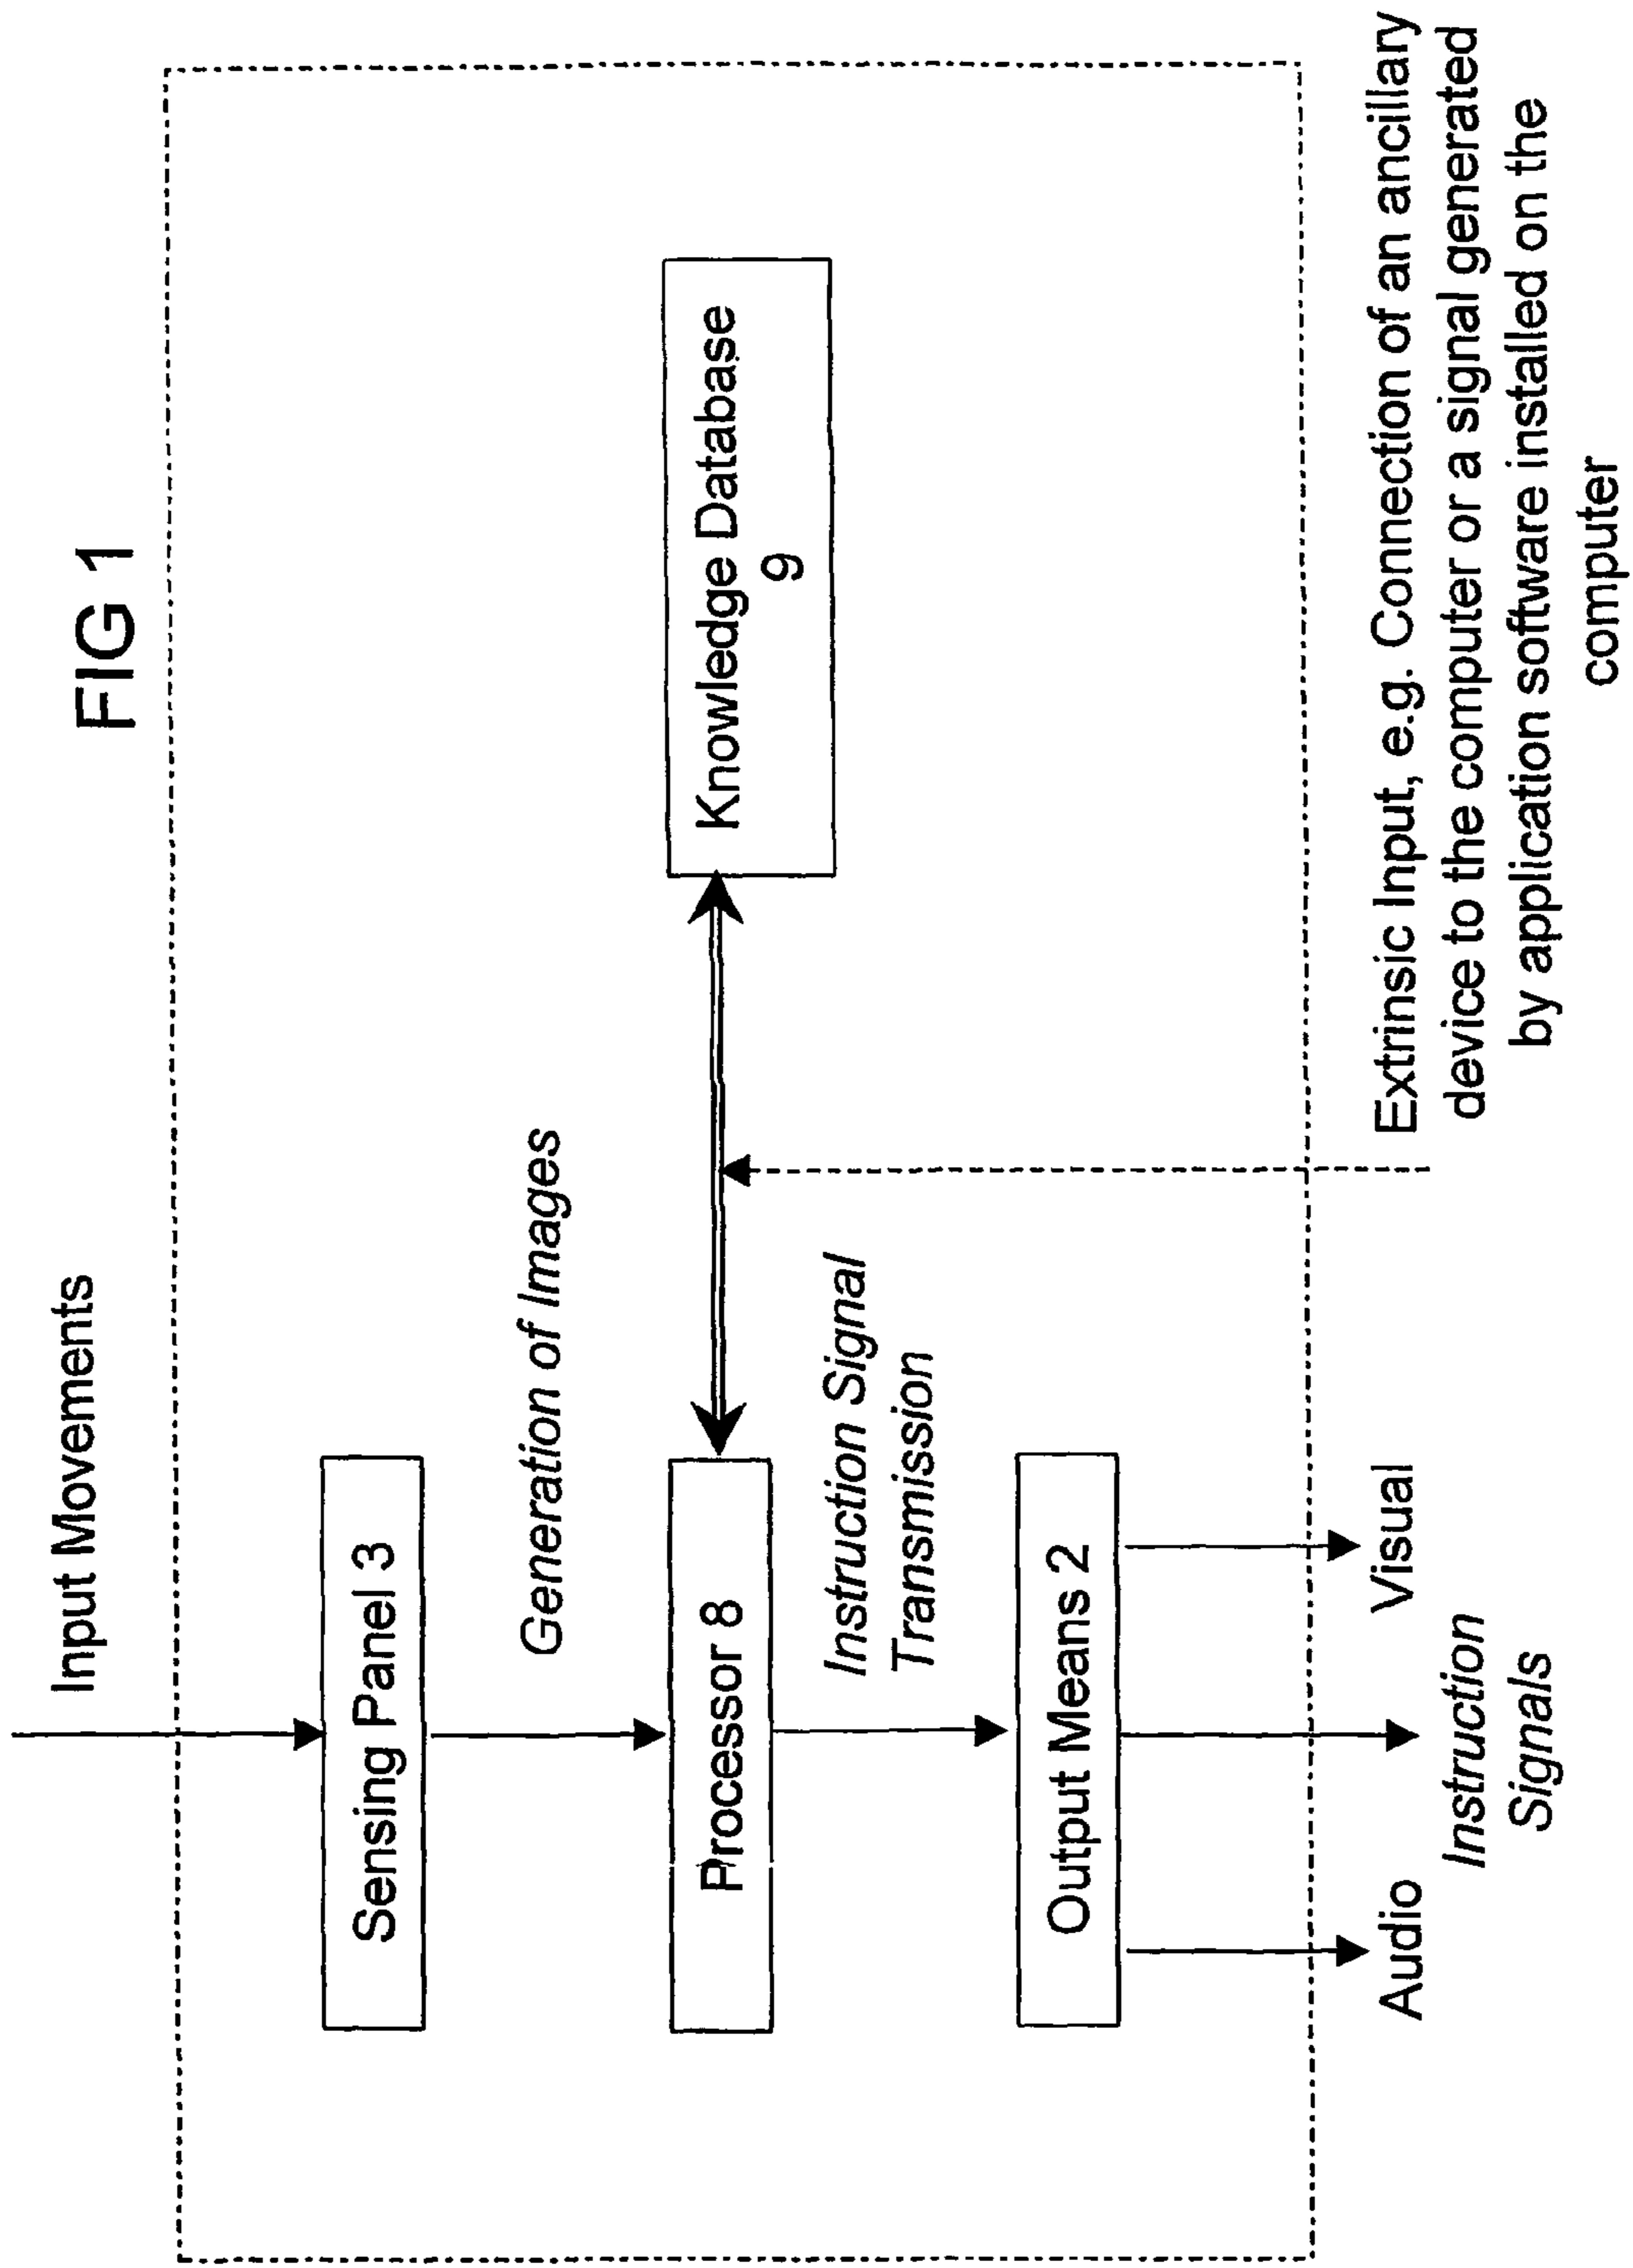 FIG 1
Input Movements
Sensing Panel 3
Generation of Images
Processor 8
Knowledge Database
9
Instruction Signal
Transmission
Output Means 2
Audio
Visual
Instruction
Signals
Extrinsic Input, e.g. Connection of an ancillary
device to the computer or a signal generated
by application software installed on the
computer